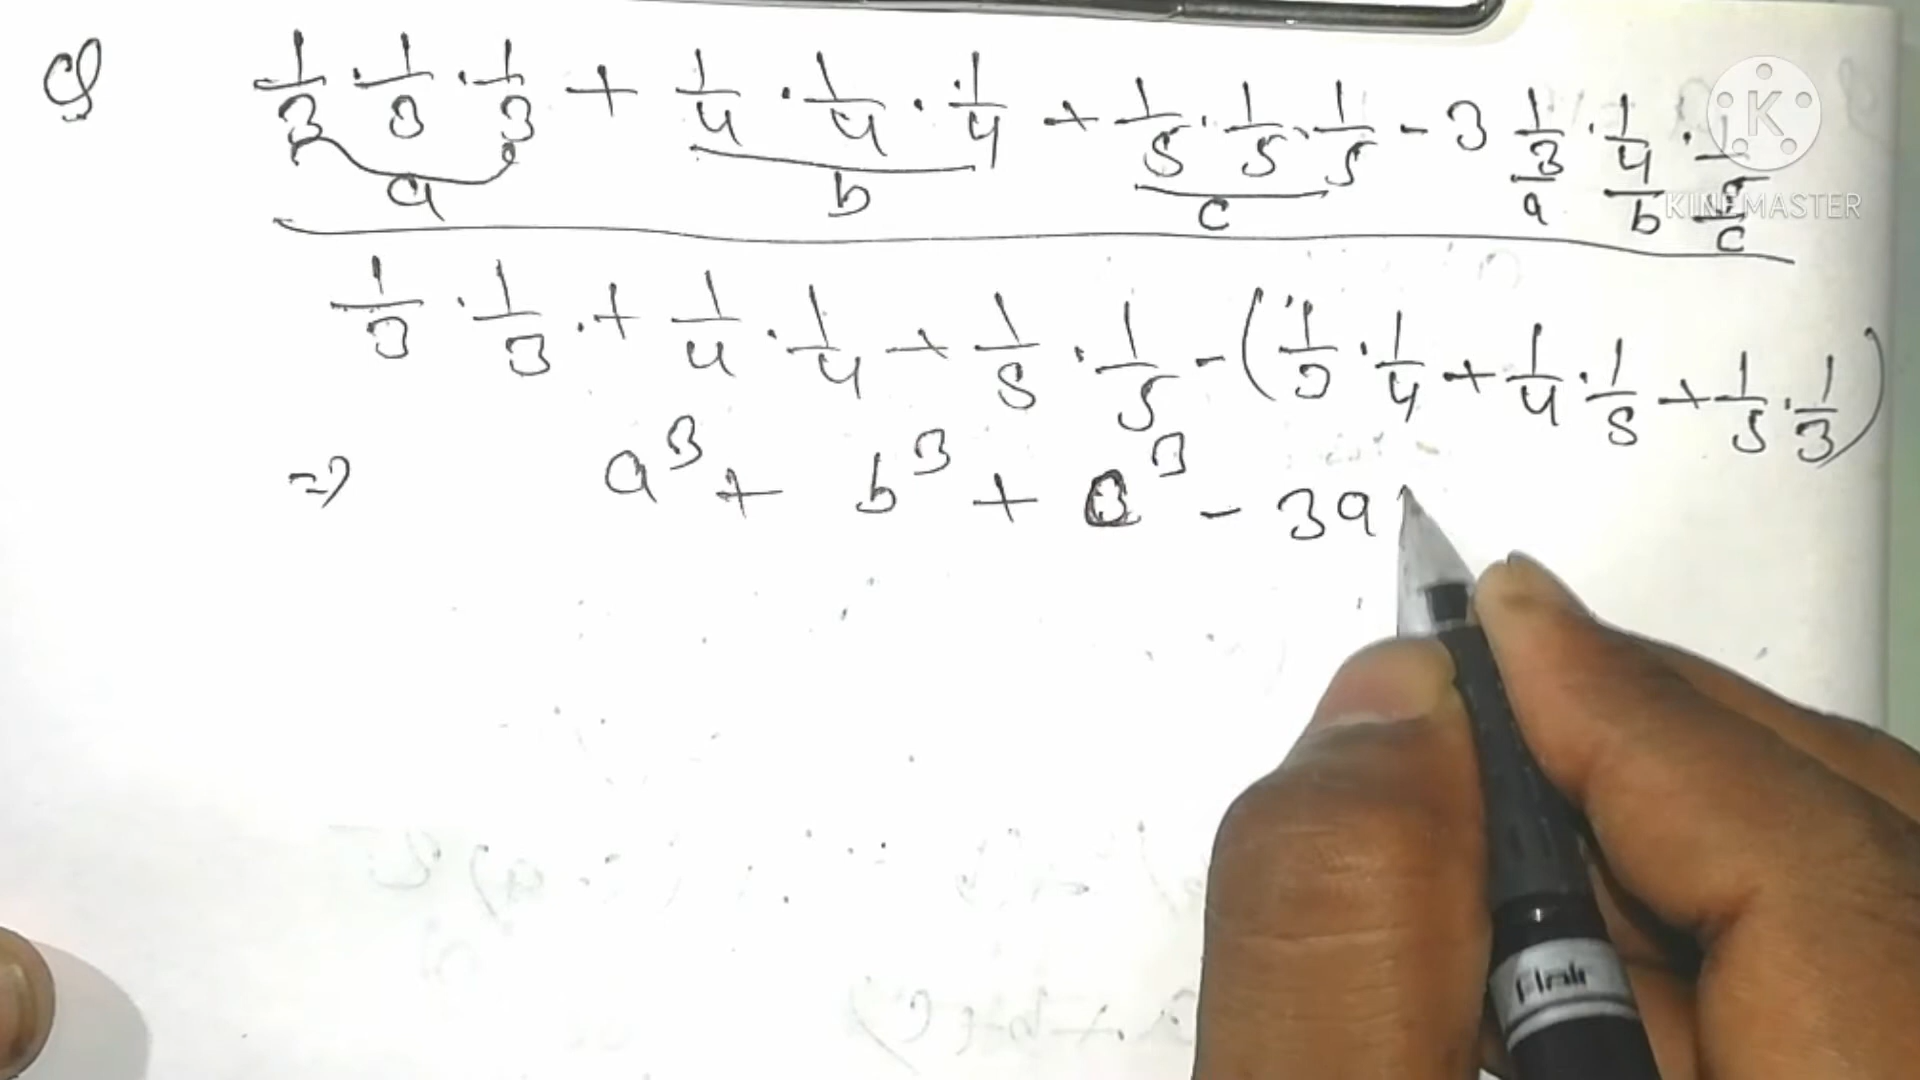 Q 1/3 · 1/3 · 1/3 + 1/4 · 1/4 · 1/4 + 1/5 · 1/5 · 1/5 - 3 1/3 · 1/4 · 1/5
a b c a b c
1/3 · 1/3 · + 1/4 · 1/4 + 1/5 · 1/5 - (1/3 · 1/4 + 1/4 · 1/5 + 1/5 · 1/3)
⇒ a³ + b³ + c³ - 3a
K
KINEMASTER
Flair